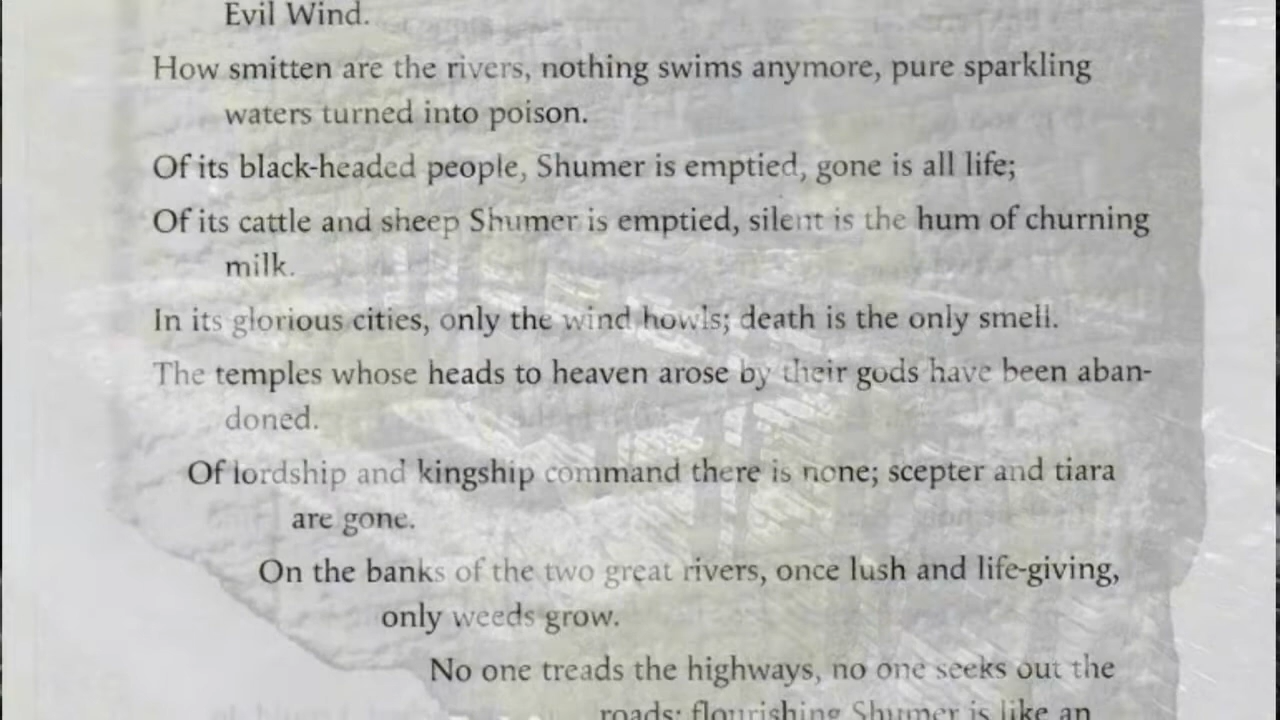 Evil Wind.
How smitten are the rivers, nothing swims anymore, pure sparkling
waters turned into poison.
Of its black-headed people, Shumer is emptied, gone is all life;
Of its cattle and sheep Shumer is emptied, silent is the hum of churning
milk.
In its glorious cities, only the wind howls; death is the only smell.
The temples whose heads to heaven arose by their gods have been aban-
doned.
Of lordship and kingship command there is none; scepter and tiara
are gone.
On the banks of the two great rivers, once lush and life-giving,
only weeds grow.
No one treads the highways, no one seeks out the
roads; flourishing Shumer is like an